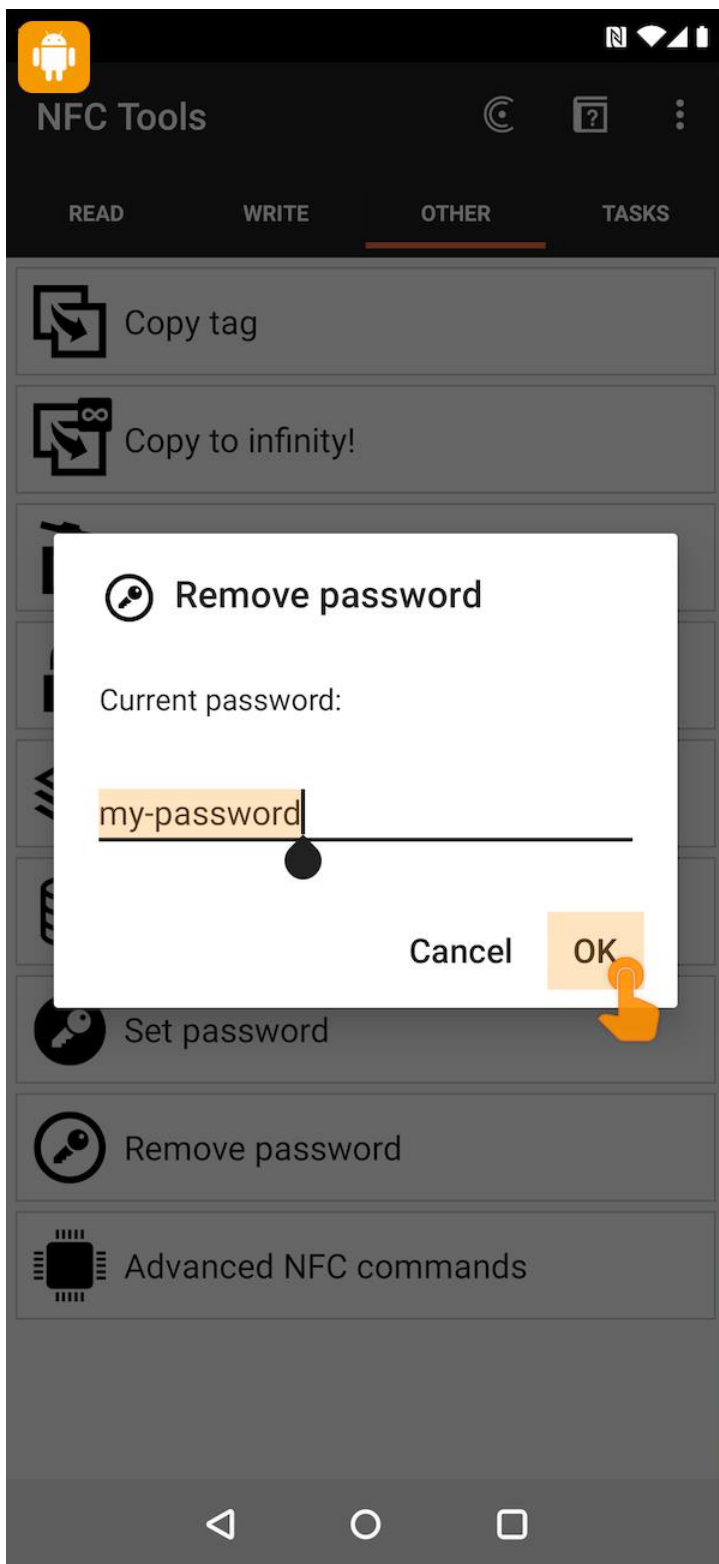 NFC Tools
READ WRITE OTHER TASKS
Copy tag
Copy to infinity!
Remove password
Current password:
my-password
Cancel OK
Set password
Remove password
Advanced NFC commands